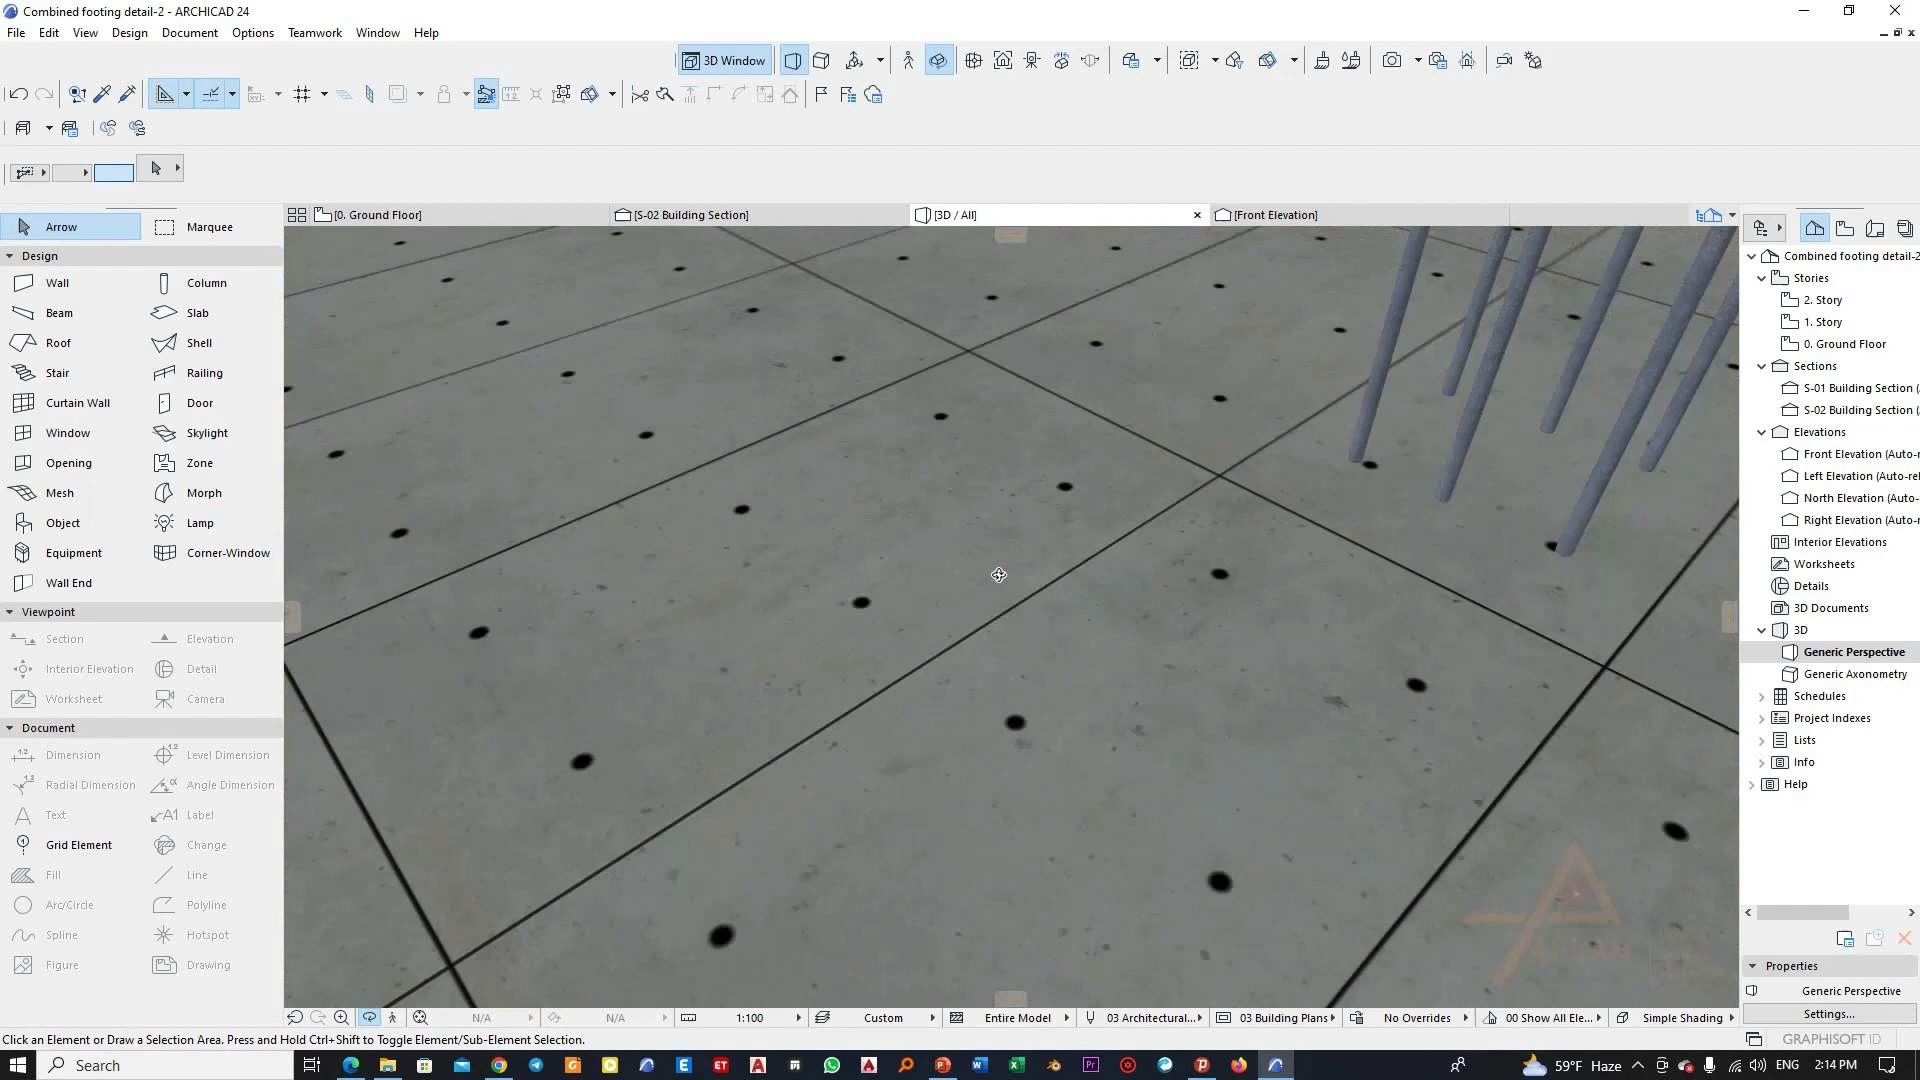 Combined footing detail-2 - ARCHICAD 24
File Edit View Design Document Options Teamwork Window Help
3D Window
[0. Ground Floor] [S-02 Building Section] [3D / All] [Front Elevation]
Arrow Marquee
Design
Wall Column
Beam Slab
Roof Shell
Stair Railing
Curtain Wall Door
Window Skylight
Opening Zone
Mesh Morph
Object Lamp
Equipment Corner-Window
Wall End
Viewpoint
Section Elevation
Interior Elevation Detail
Worksheet Camera
Document
Dimension Level Dimension
Radial Dimension Angle Dimension
Text Label
Grid Element Change
Fill Line
Arc/Circle Polyline
Spline Hotspot
Figure Drawing
Combined footing detail-2
Stories
2. Story
1. Story
0. Ground Floor
Sections
S-01 Building Section (
S-02 Building Section (
Elevations
Front Elevation (Auto-r
Left Elevation (Auto-rel
North Elevation (Auto-
Right Elevation (Auto-r
Interior Elevations
Worksheets
Details
3D Documents
3D
Generic Perspective
Generic Axonometry
Schedules
Project Indexes
Lists
Info
Help
Properties
Generic Perspective
Settings...
N/A N/A 1:100 Custom Entire Model 03 Architectural... 03 Building Plans No Overrides 00 Show All Ele... Simple Shading
Click an Element or Draw a Selection Area. Press and Hold Ctrl+Shift to Toggle Element/Sub-Element Selection.
GRAPHISOFT ID
Search 59°F Haze ENG 2:14 PM